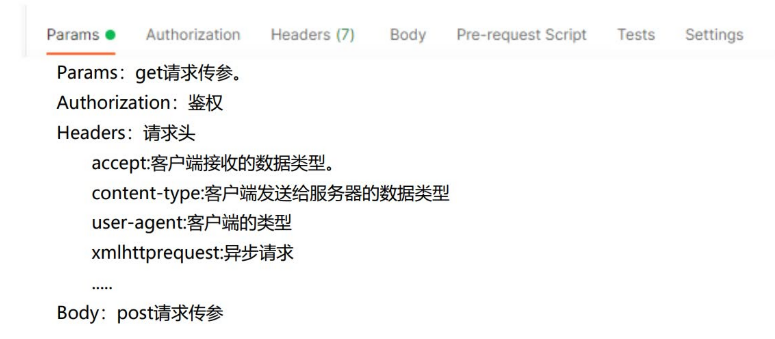 Params Authorization Headers (7) Body Pre-request Script Tests Settings
Params：get请求传参。
Authorization：鉴权
Headers：请求头
accept:客户端接收的数据类型。
content-type:客户端发送给服务器的数据类型
user-agent:客户端的类型
xmlhttprequest:异步请求
.....
Body：post请求传参